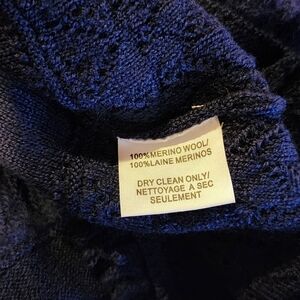 100%MERINO WOOL/
100%LAINE MERINOS
DRY CLEAN ONLY/
NETTOYAGE A SEC
SEULEMENT